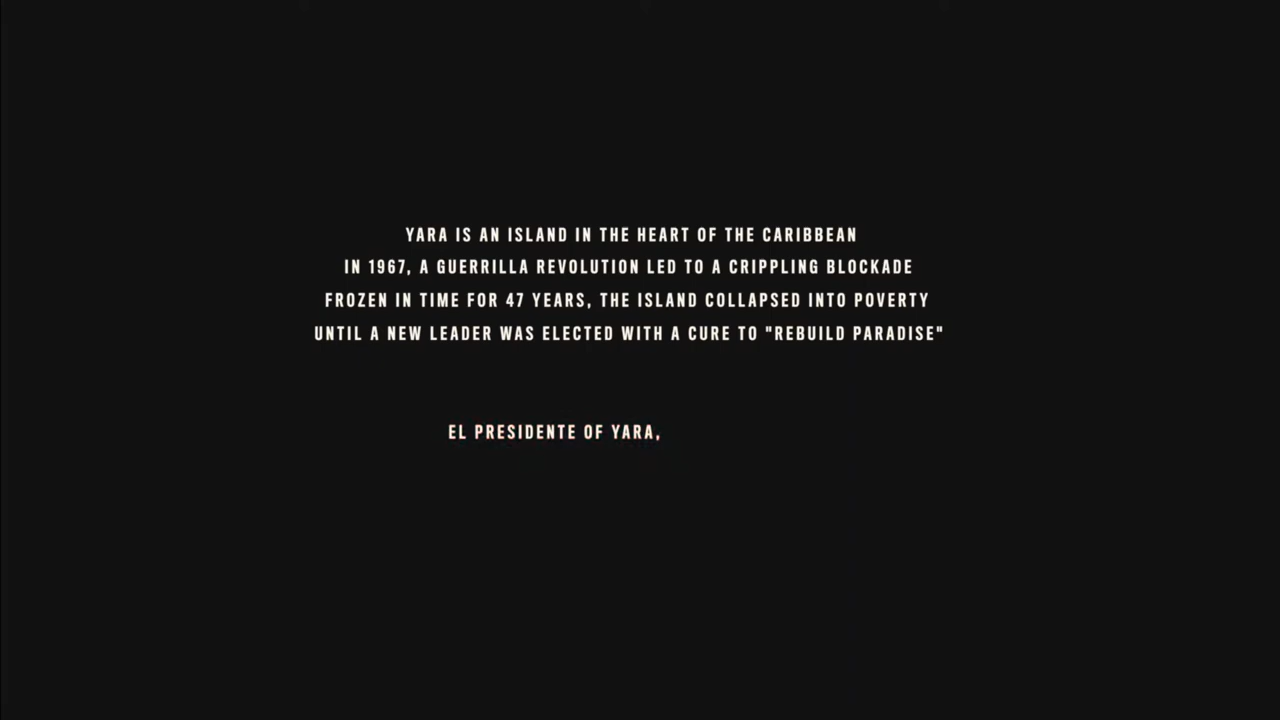 YARA IS AN ISLAND IN THE HEART OF THE CARIBBEAN
IN 1967, A GUERRILLA REVOLUTION LED TO A CRIPPLING BLOCKADE
FROZEN IN TIME FOR 47 YEARS, THE ISLAND COLLAPSED INTO POVERTY
UNTIL A NEW LEADER WAS ELECTED WITH A CURE TO "REBUILD PARADISE"
EL PRESIDENTE OF YARA,